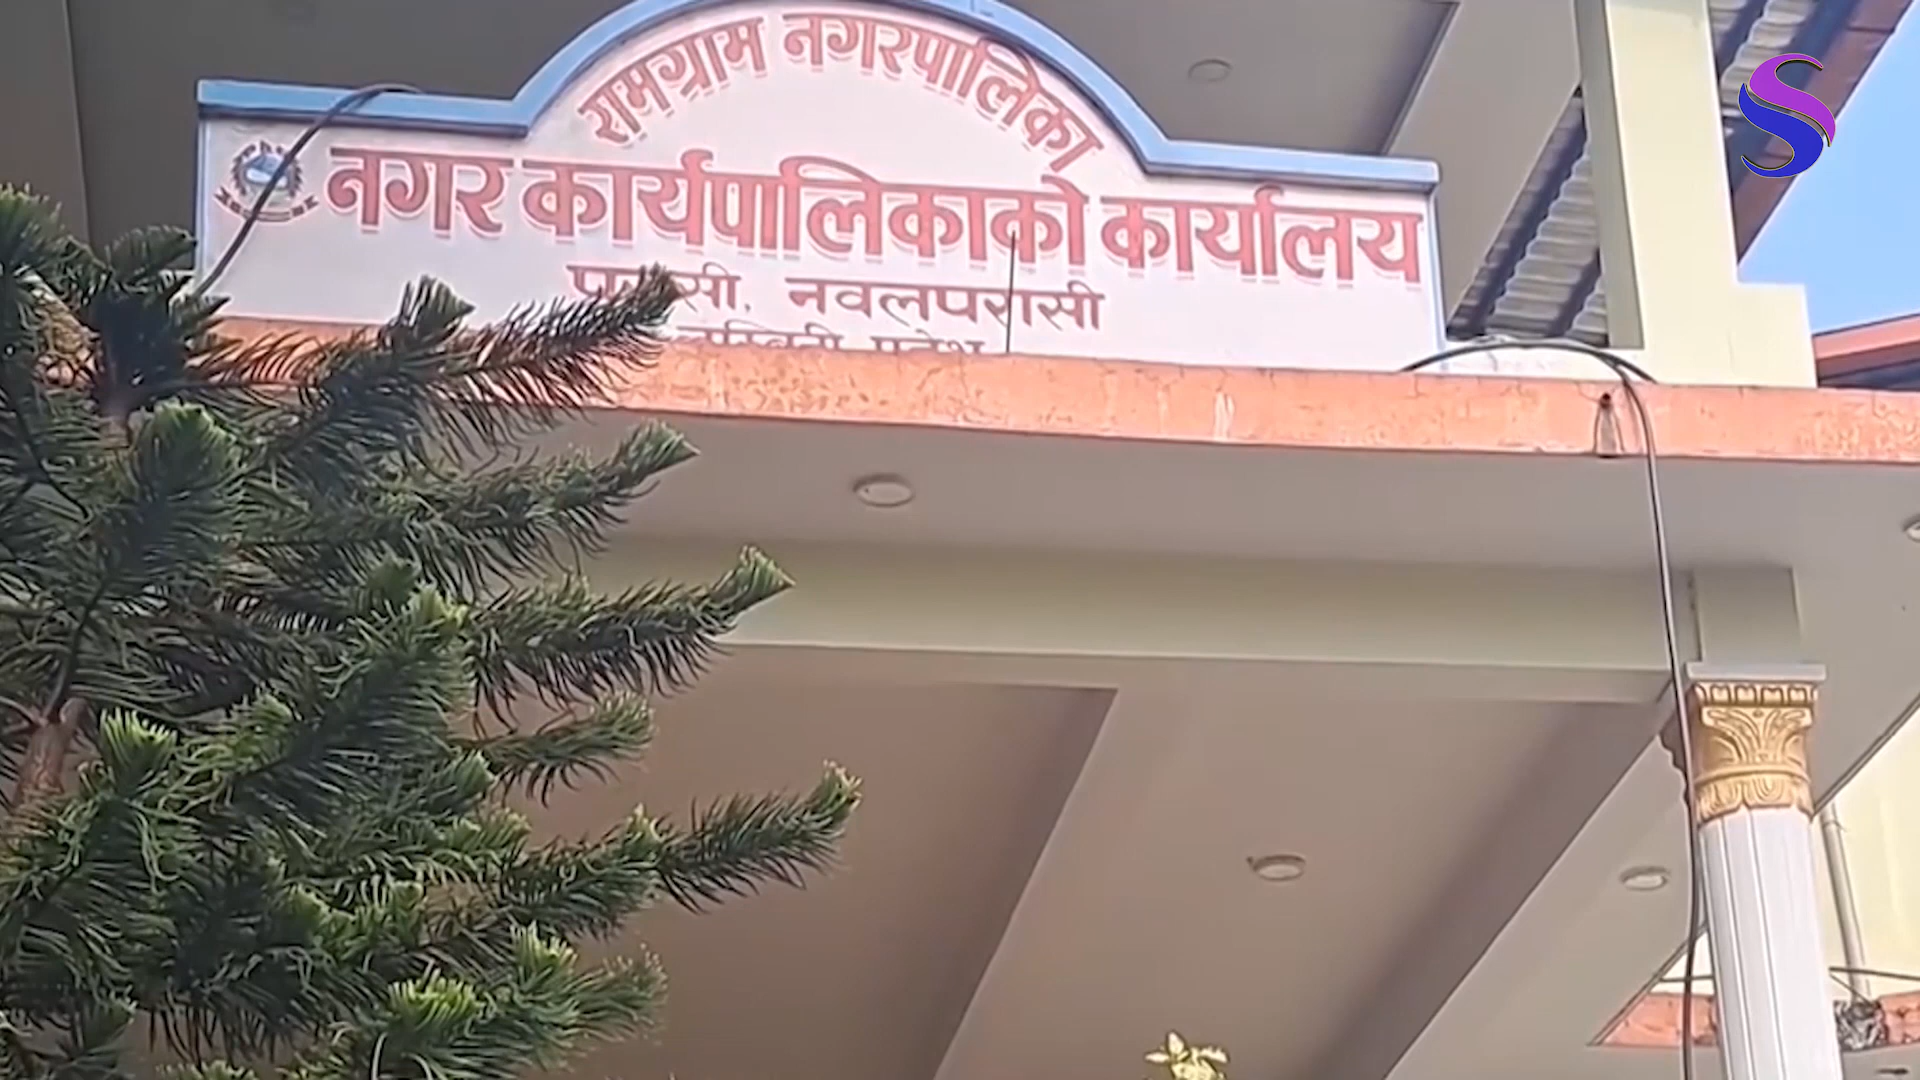 रामग्राम नगरपालिका
नगर कार्यपालिकाको कार्यालय
नवलपरासी